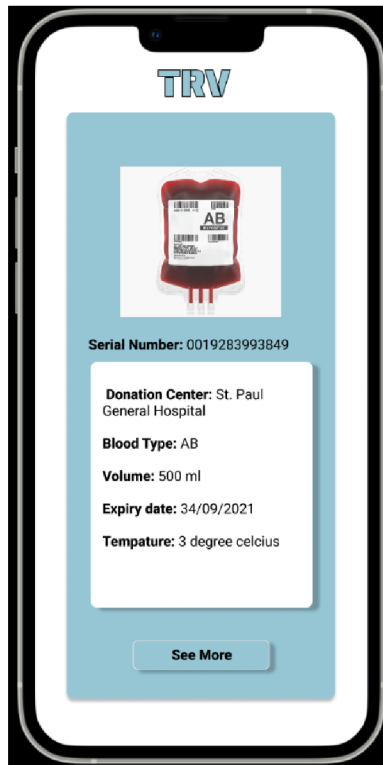 TRV
AB
Serial Number: 0019283993849
Donation Center: St. Paul
General Hospital
Blood Type: AB
Volume: 500 ml
Expiry date: 34/09/2021
Tempature: 3 degree celcius
See More